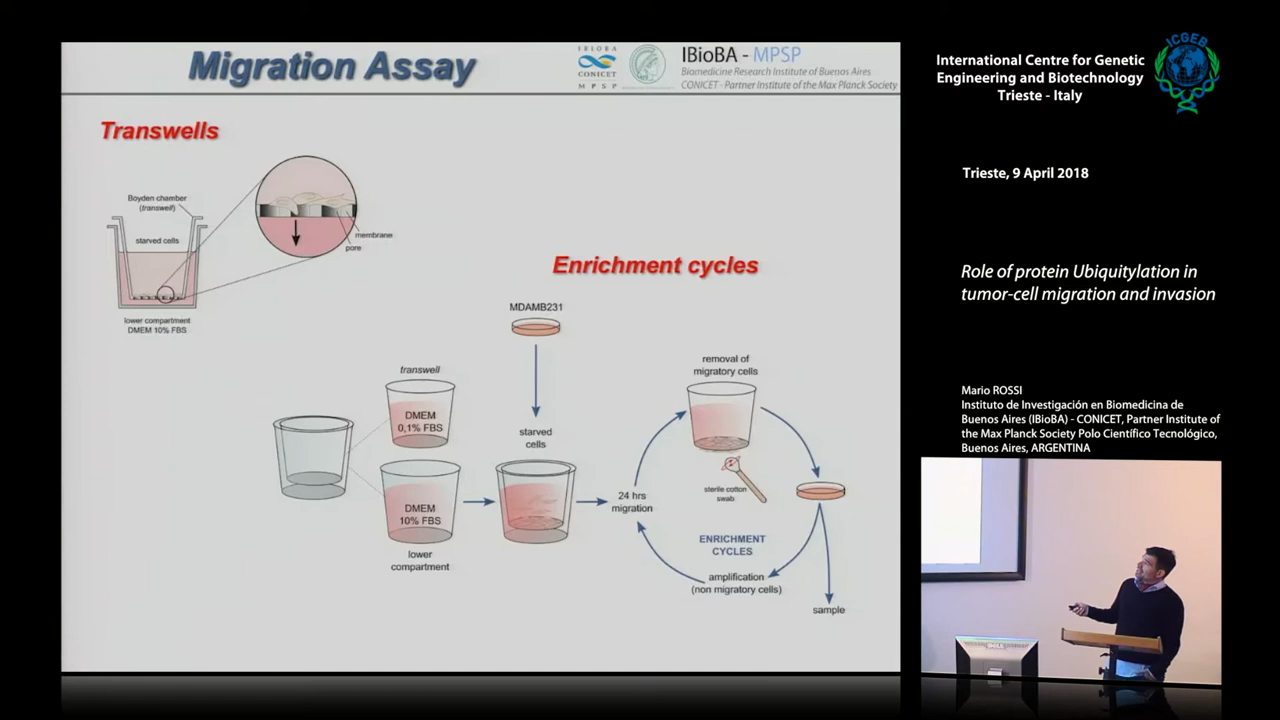 Migration Assay
IBIOBA
CONICET
MPSP
IBioBA - MPSP
Biomedicine Research Institute of Buenos Aires
CONICET - Partner Institute of the Max Planck Society
Transwells
Boyden chamber
(transwell)
starved cells
membrane
pore
lower compartment
DMEM 10% FBS
Enrichment cycles
MDAMB231
transwell
DMEM
0,1% FBS
starved
cells
DMEM
10% FBS
lower
compartment
24 hrs
migration
removal of
migratory cells
sterile cotton
swab
ENRICHMENT
CYCLES
amplification
(non migratory cells)
sample
International Centre for Genetic
Engineering and Biotechnology
Trieste - Italy
ICGEB
Trieste, 9 April 2018
Role of protein Ubiquitylation in
tumor-cell migration and invasion
Mario ROSSI
Instituto de Investigación en Biomedicina de
Buenos Aires (IBioBA) - CONICET, Partner Institute of
the Max Planck Society Polo Científico Tecnológico,
Buenos Aires, ARGENTINA